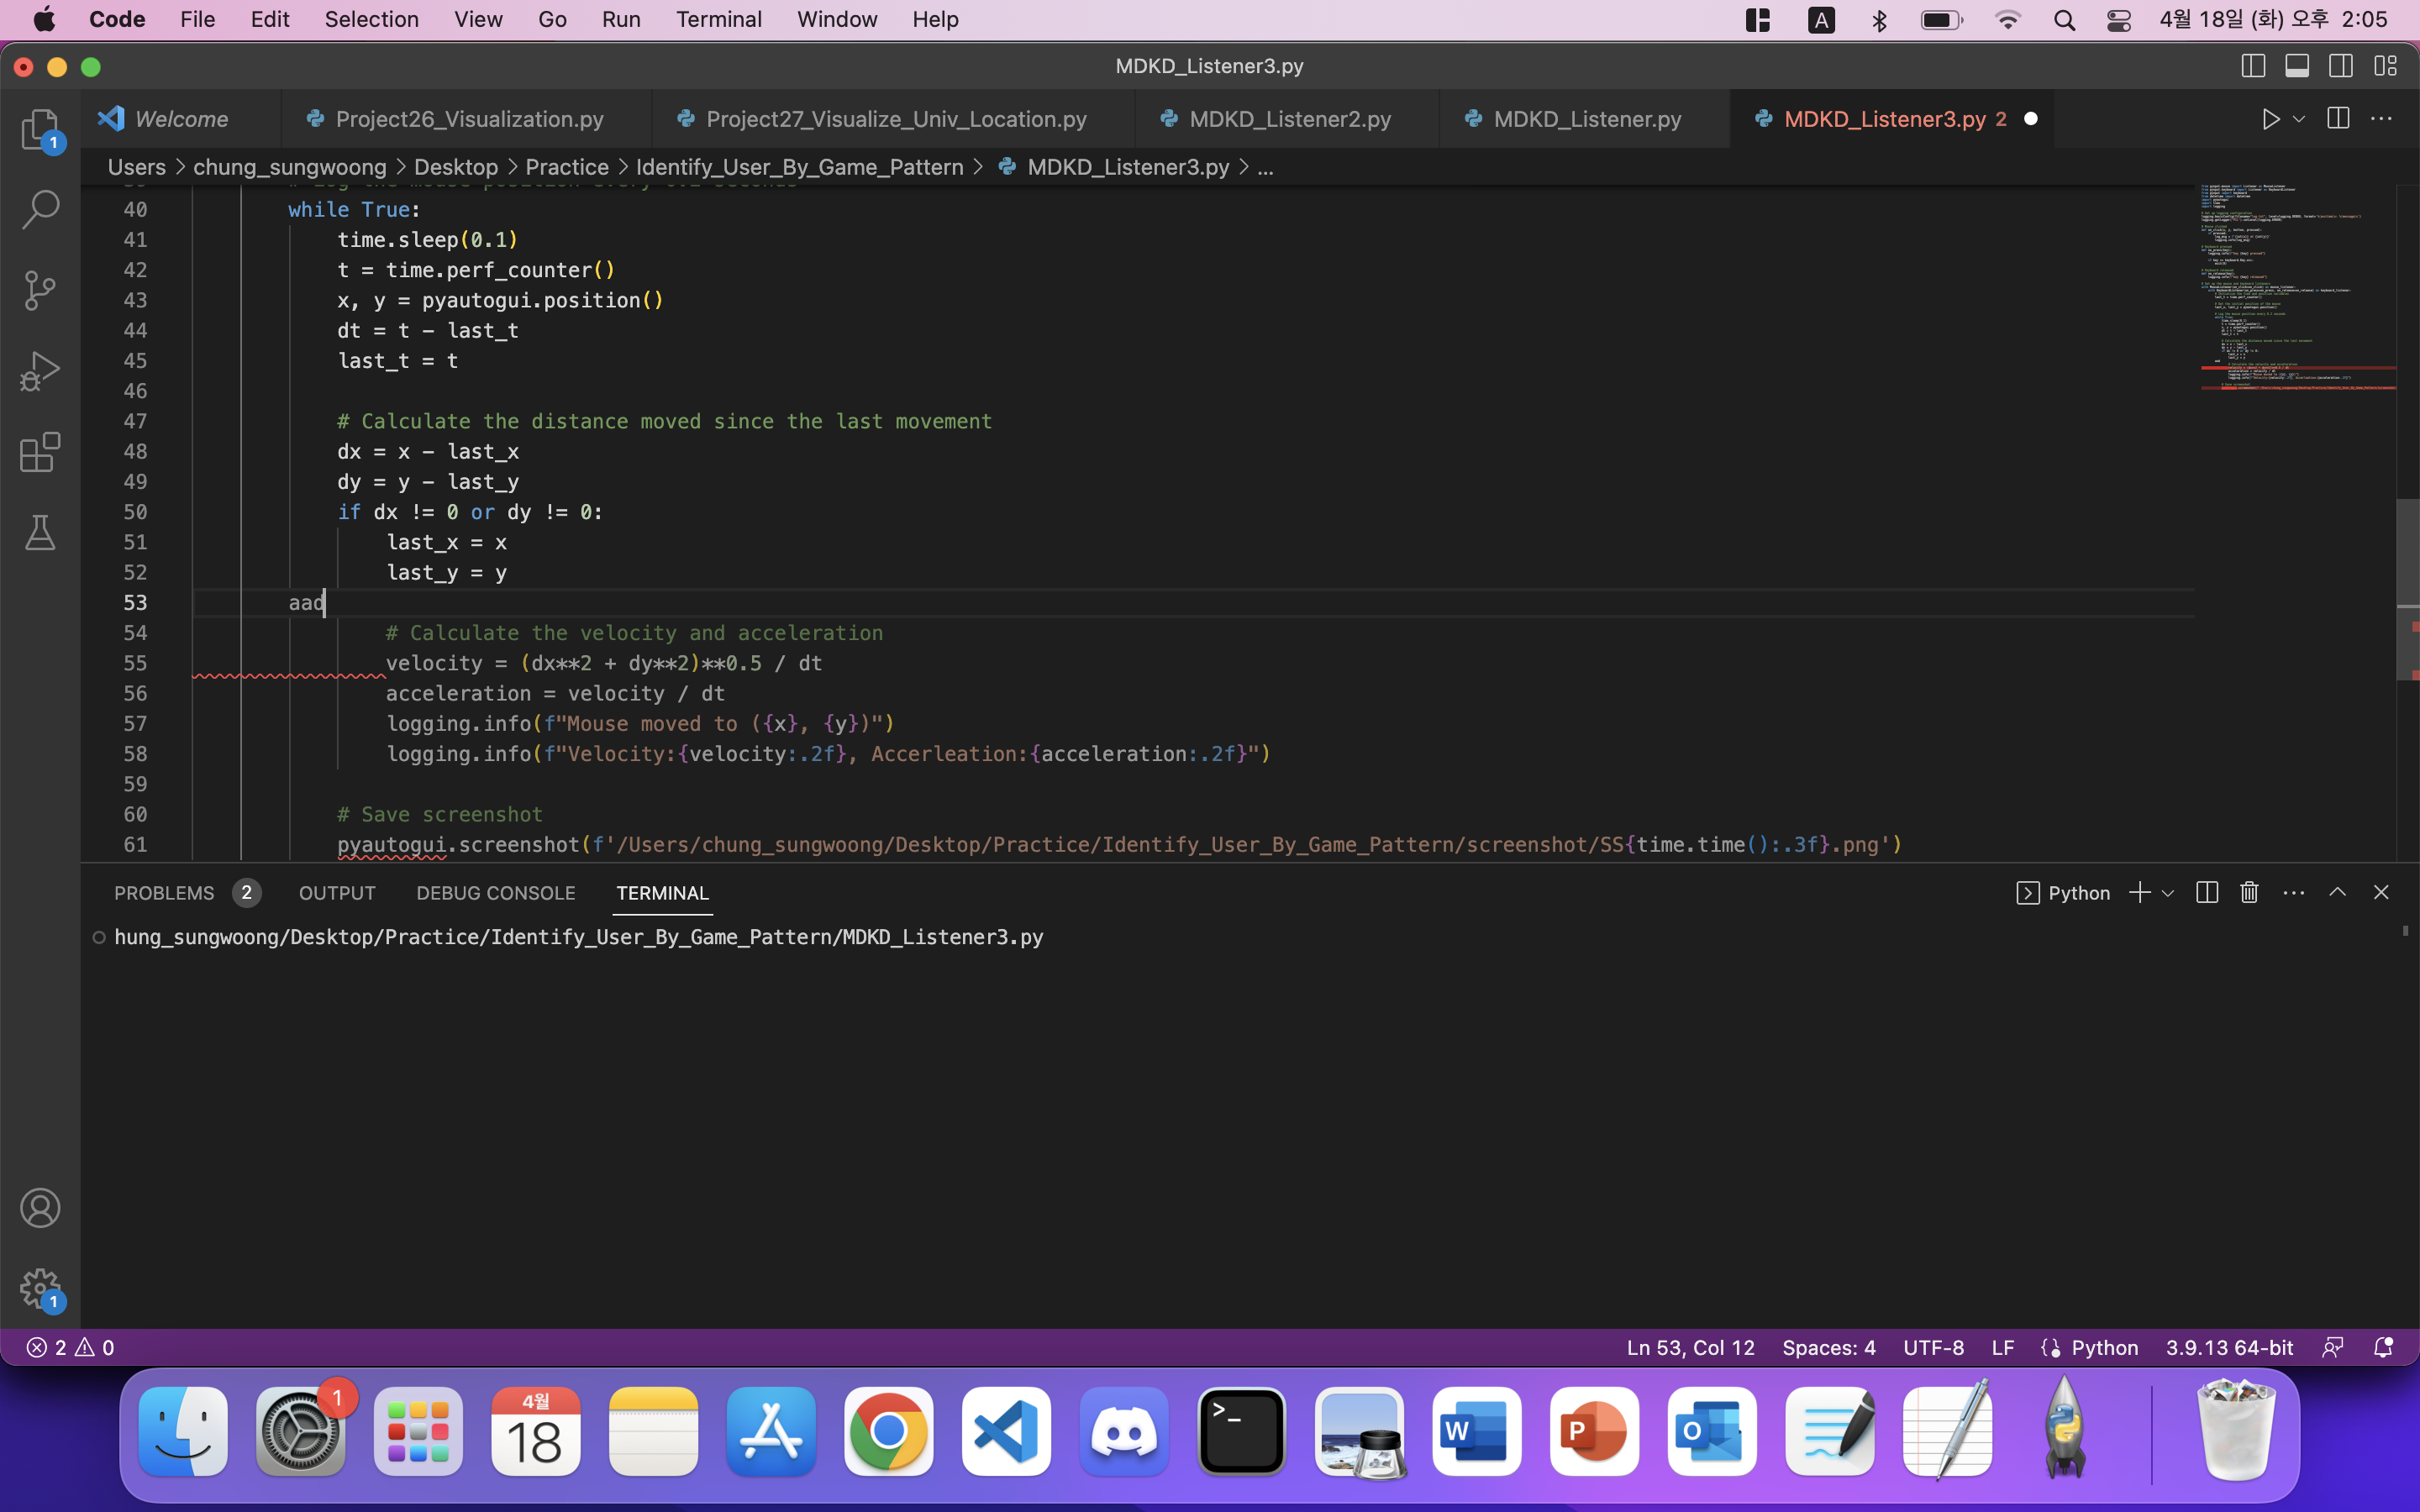 Code File Edit Selection View Go Run Terminal Window Help A 4월 18일 (화) 오후 2:05
MDKD_Listener3.py
Welcome Project26_Visualization.py Project27_Visualize_Univ_Location.py MDKD_Listener2.py MDKD_Listener.py MDKD_Listener3.py 2
Users > chung_sungwoong > Desktop > Practice > Identify_User_By_Game_Pattern > MDKD_Listener3.py > ...
40 while True:
41 time.sleep(0.1)
42 t = time.perf_counter()
43 x, y = pyautogui.position()
44 dt = t - last_t
45 last_t = t
46
47 # Calculate the distance moved since the last movement
48 dx = x - last_x
49 dy = y - last_y
50 if dx != 0 or dy != 0:
51 last_x = x
52 last_y = y
53 aad
54 # Calculate the velocity and acceleration
55 velocity = (dx**2 + dy**2)**0.5 / dt
56 acceleration = velocity / dt
57 logging.info(f"Mouse moved to ({x}, {y})")
58 logging.info(f"Velocity:{velocity:.2f}, Accerleation:{acceleration:.2f}")
59
60 # Save screenshot
61 pyautogui.screenshot(f'/Users/chung_sungwoong/Desktop/Practice/Identify_User_By_Game_Pattern/screenshot/SS{time.time():.3f}.png')
PROBLEMS 2 OUTPUT DEBUG CONSOLE TERMINAL Python
hung_sungwoong/Desktop/Practice/Identify_User_By_Game_Pattern/MDKD_Listener3.py
1
1
2 0 Ln 53, Col 12 Spaces: 4 UTF-8 LF Python 3.9.13 64-bit
1 4월 18 >_ W P O